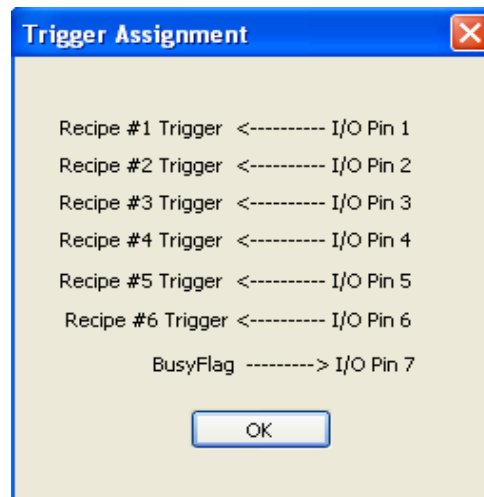 Trigger Assignment
Recipe #1 Trigger <---------- I/O Pin 1
Recipe #2 Trigger <---------- I/O Pin 2
Recipe #3 Trigger <---------- I/O Pin 3
Recipe #4 Trigger <---------- I/O Pin 4
Recipe #5 Trigger <---------- I/O Pin 5
Recipe #6 Trigger <---------- I/O Pin 6
BusyFlag ---------> I/O Pin 7
OK